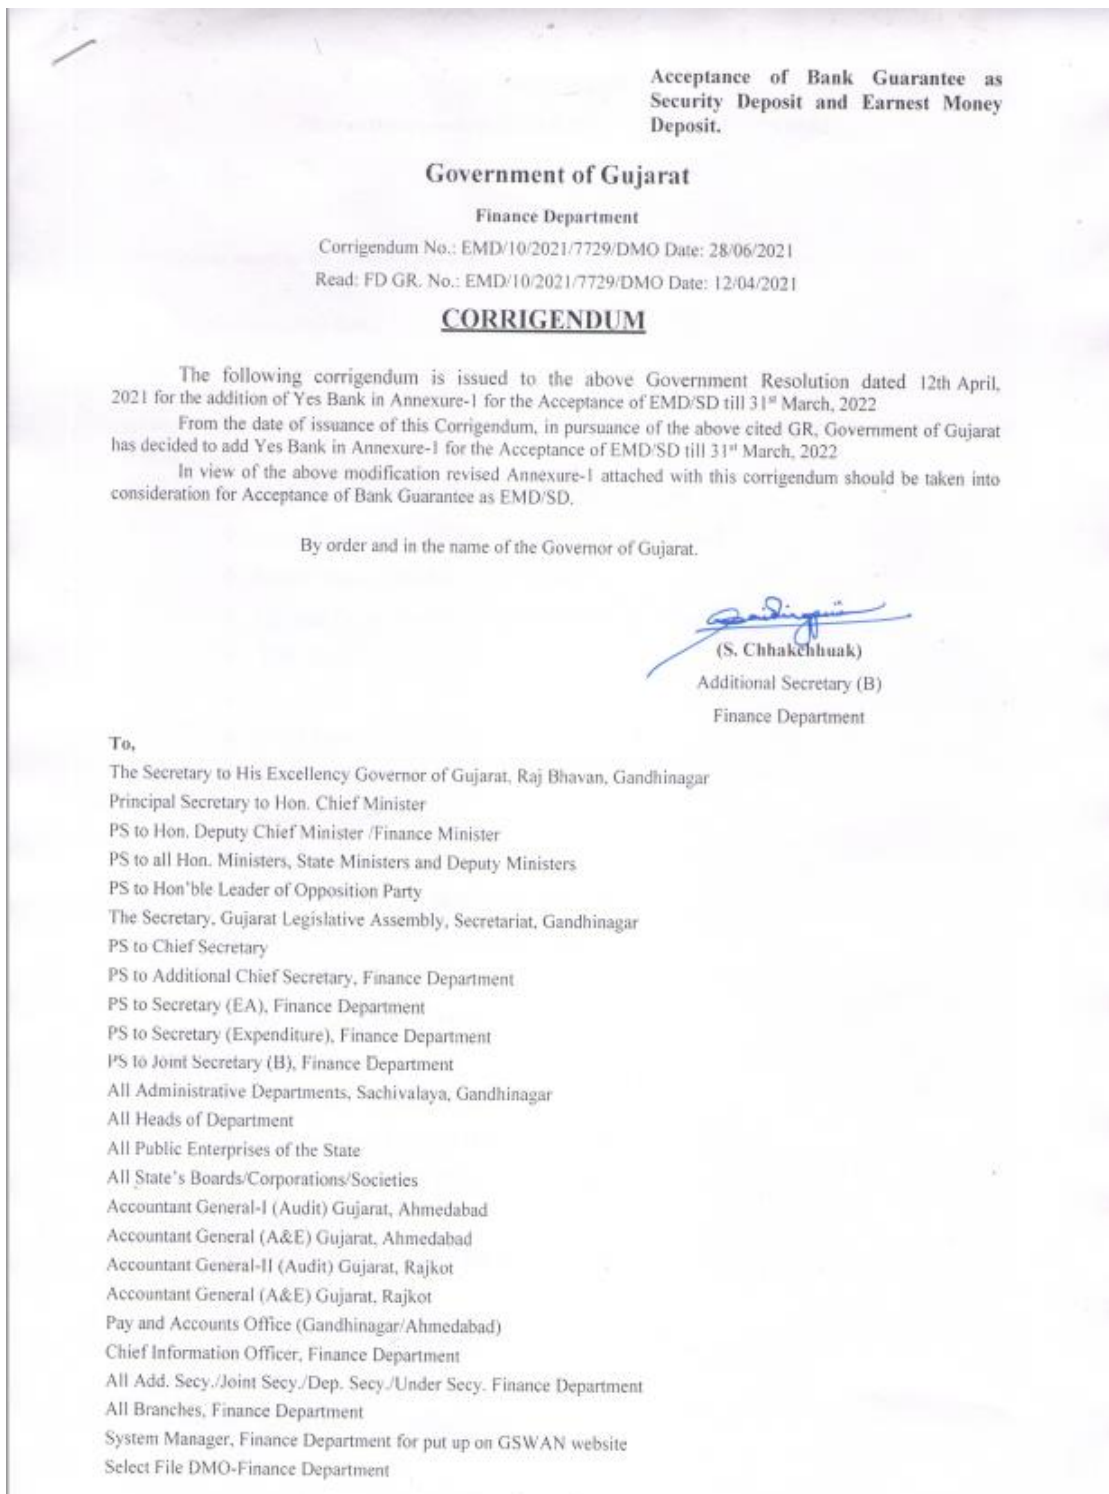 Acceptance of Bank Guarantee as
Security Deposit and Earnest Money
Deposit.
Government of Gujarat
Finance Department
Corrigendum No.: EMD/10/2021/7729/DMO Date: 28/06/2021
Read: FD GR. No.: EMD/10/2021/7729/DMO Date: 12/04/2021
CORRIGENDUM
The following corrigendum is issued to the above Government Resolution dated 12th April,
2021 for the addition of Yes Bank in Annexure-1 for the Acceptance of EMD/SD till 31st March, 2022
From the date of issuance of this Corrigendum, in pursuance of the above cited GR, Government of Gujarat
has decided to add Yes Bank in Annexure-1 for the Acceptance of EMD/SD till 31st March, 2022
In view of the above modification revised Annexure-1 attached with this corrigendum should be taken into
consideration for Acceptance of Bank Guarantee as EMD/SD.
By order and in the name of the Governor of Gujarat.
(S. Chhakchhuak)
Additional Secretary (B)
Finance Department
To,
The Secretary to His Excellency Governor of Gujarat, Raj Bhavan, Gandhinagar
Principal Secretary to Hon. Chief Minister
PS to Hon. Deputy Chief Minister /Finance Minister
PS to all Hon. Ministers, State Ministers and Deputy Ministers
PS to Hon'ble Leader of Opposition Party
The Secretary, Gujarat Legislative Assembly, Secretariat, Gandhinagar
PS to Chief Secretary
PS to Additional Chief Secretary, Finance Department
PS to Secretary (EA), Finance Department
PS to Secretary (Expenditure), Finance Department
PS to Joint Secretary (B), Finance Department
All Administrative Departments, Sachivalaya, Gandhinagar
All Heads of Department
All Public Enterprises of the State
All State's Boards/Corporations/Societies
Accountant General-I (Audit) Gujarat, Ahmedabad
Accountant General (A&E) Gujarat, Ahmedabad
Accountant General-II (Audit) Gujarat, Rajkot
Accountant General (A&E) Gujarat, Rajkot
Pay and Accounts Office (Gandhinagar/Ahmedabad)
Chief Information Officer, Finance Department
All Add. Secy./Joint Secy./Dep. Secy./Under Secy. Finance Department
All Branches, Finance Department
System Manager, Finance Department for put up on GSWAN website
Select File DMO-Finance Department